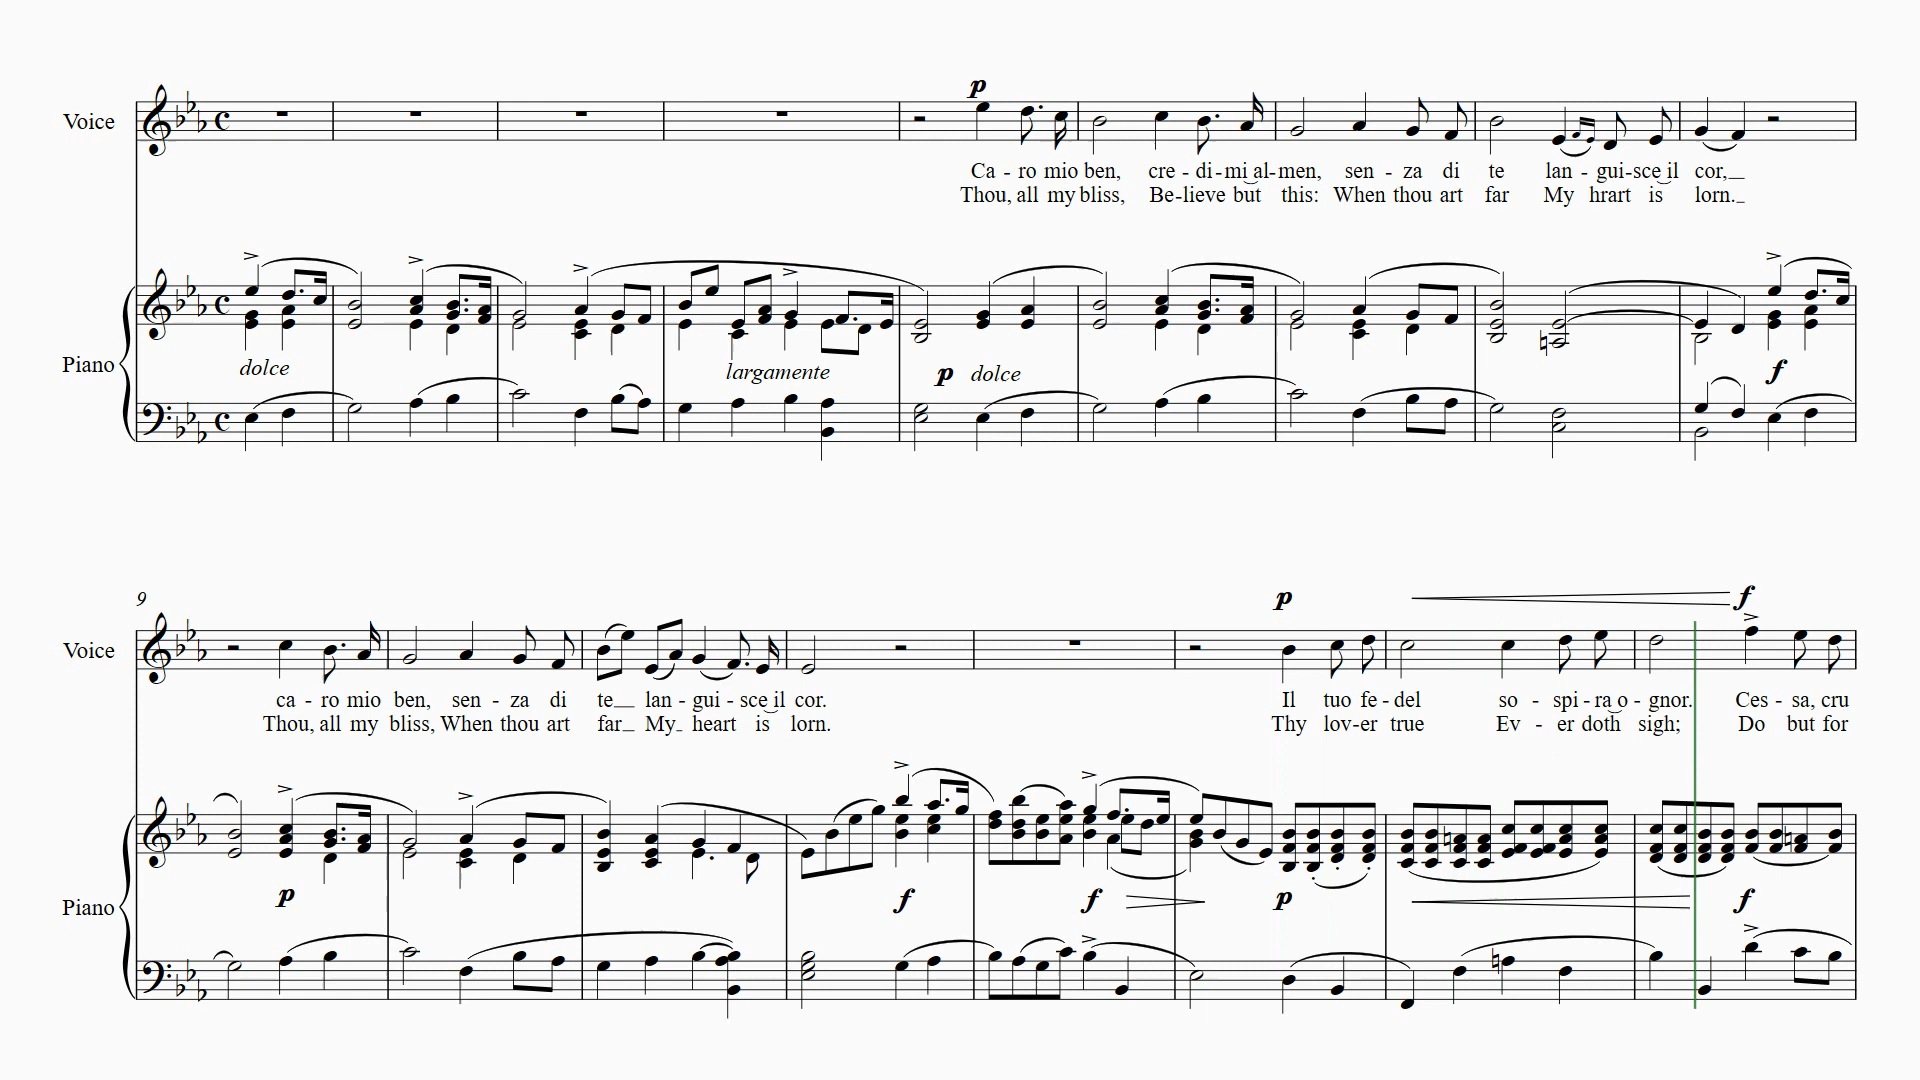 p
Voice
Ca - ro mio ben, cre - di - mi al - men, sen - za di te lan - gui - sce il cor,
Thou, all my bliss, Be - lieve but this: When thou art far My hrart is lorn.
Piano
dolce largamente p dolce f
9
p f
Voice
ca - ro mio ben, sen - za di te lan - gui - sce il cor. Il tuo fe - del so - spi - ra o - gnor. Ces - sa, cru
Thou, all my bliss, When thou art far My heart is lorn. Thy lov - er true Ev - er doth sigh; Do but for
Piano
p f f p f